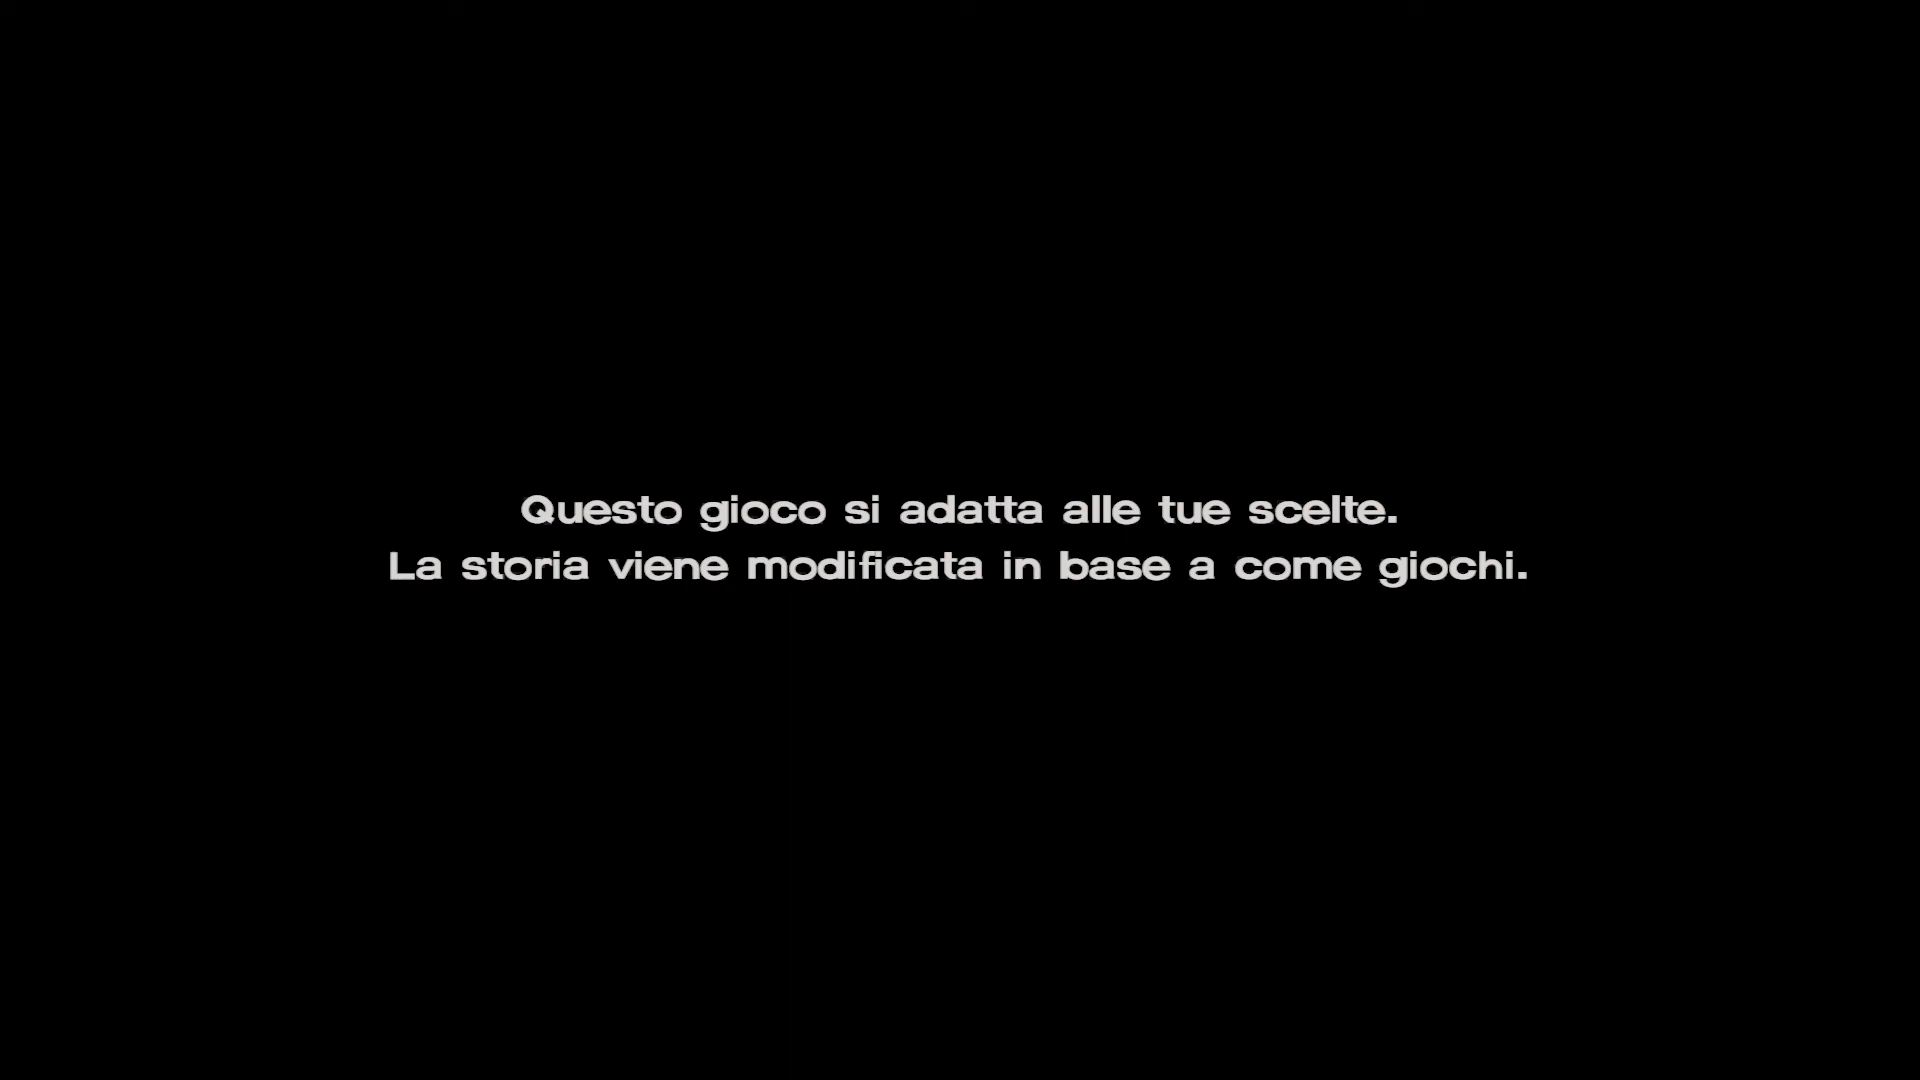 Questo gioco si adatta alle tue scelte.
La storia viene modificata in base a come giochi.